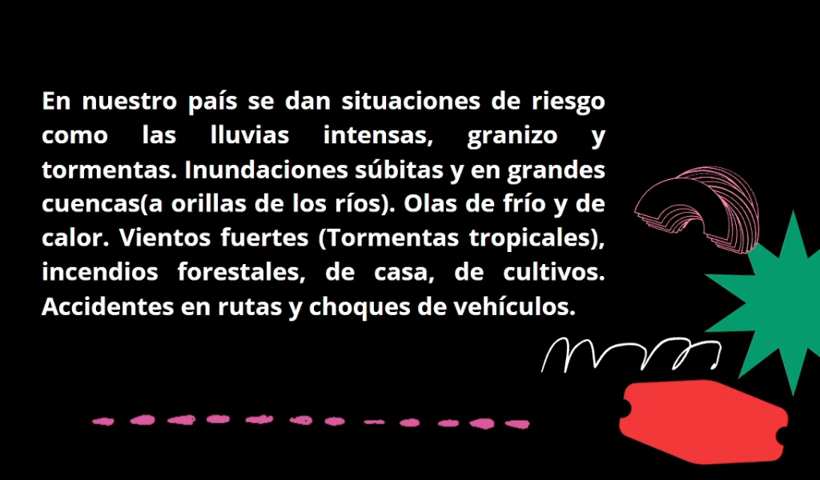 En nuestro país se dan situaciones de riesgo
como las lluvias intensas, granizo y
tormentas. Inundaciones súbitas y en grandes
cuencas(a orillas de los ríos). Olas de frío y de
calor. Vientos fuertes (Tormentas tropicales),
incendios forestales, de casa, de cultivos.
Accidentes en rutas y choques de vehículos.